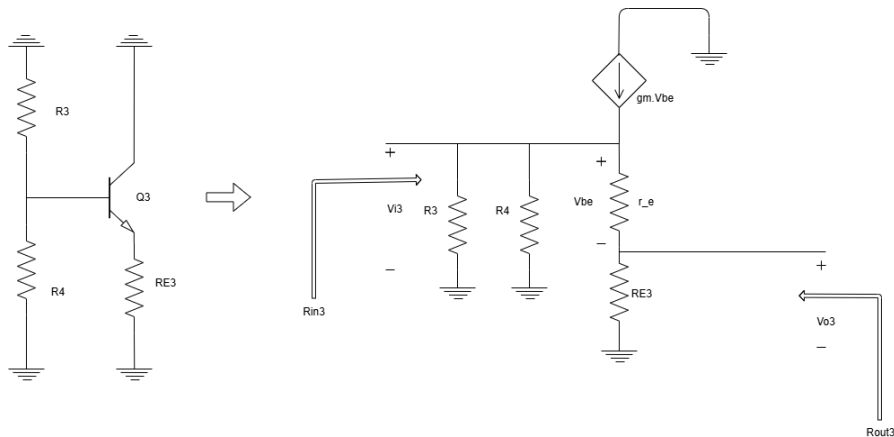 R3
Q3
R4
RE3
gm.Vbe
Vi3
+
−
R3
R4
Vbe
+
−
r_e
RE3
Rin3
+
Vo3
−
Rout3